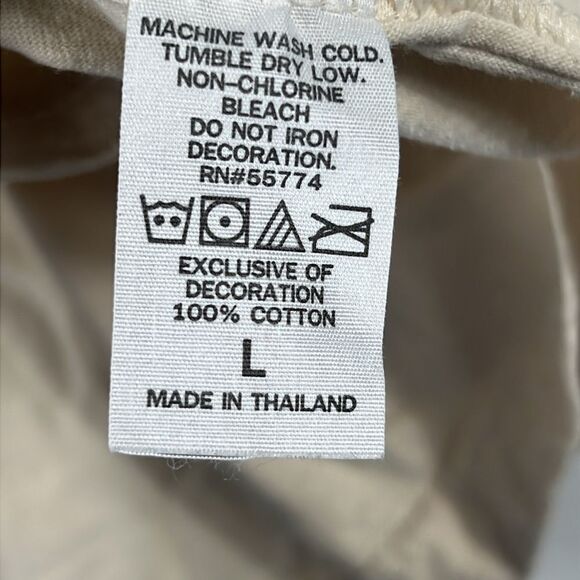 MACHINE WASH COLD.
TUMBLE DRY LOW.
NON-CHLORINE
BLEACH
DO NOT IRON
DECORATION.
RN#55774
EXCLUSIVE OF
DECORATION
100% COTTON
L
MADE IN THAILAND